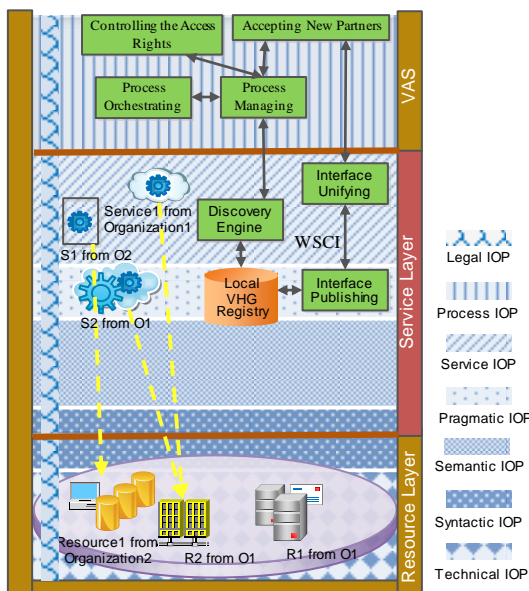 Controlling the Access
Rights
Accepting New Partners
Process
Orchestrating
Process
Managing
VAS
Service1 from
Organization1
Interface
Unifying
Discovery
Engine
WSCI
S1 from O2
Local
VHG
Registry
Interface
Publishing
S2 from O1
Service Layer
Resource1 from
Organization2
R2 from O1
R1 from O1
Resource Layer
Legal IOP
Process IOP
Service IOP
Pragmatic IOP
Semantic IOP
Syntactic IOP
Technical IOP